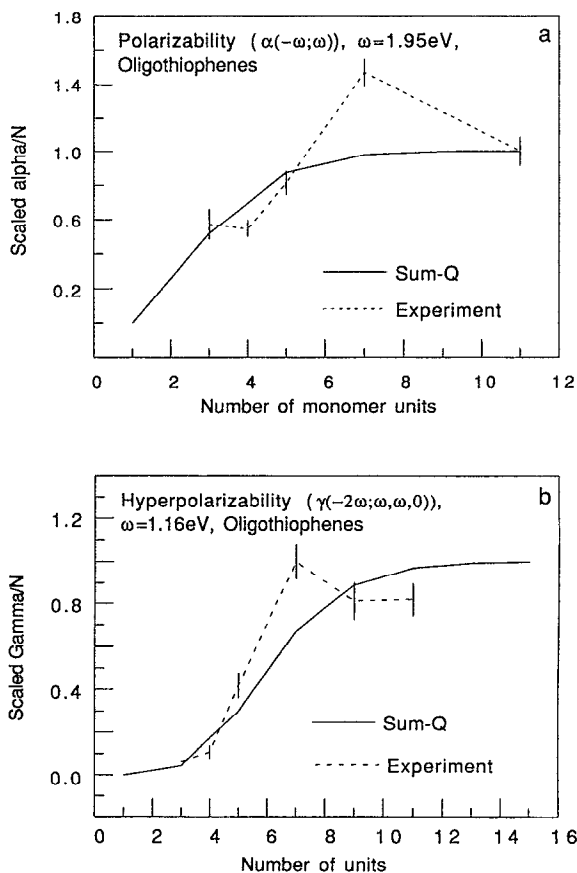 a
Polarizability (α(-ω;ω)), ω=1.95eV,
Oligothiophenes
Scaled alpha/N
1.8
1.4
1.0
0.6
0.2
Sum-Q
Experiment
0 2 4 6 8 10 12
Number of monomer units
b
Hyperpolarizability (γ(-2ω;ω,ω,0)),
ω=1.16eV, Oligothiophenes
Scaled Gamma/N
1.2
0.8
0.4
0.0
Sum-Q
Experiment
0 2 4 6 8 10 12 14 16
Number of units